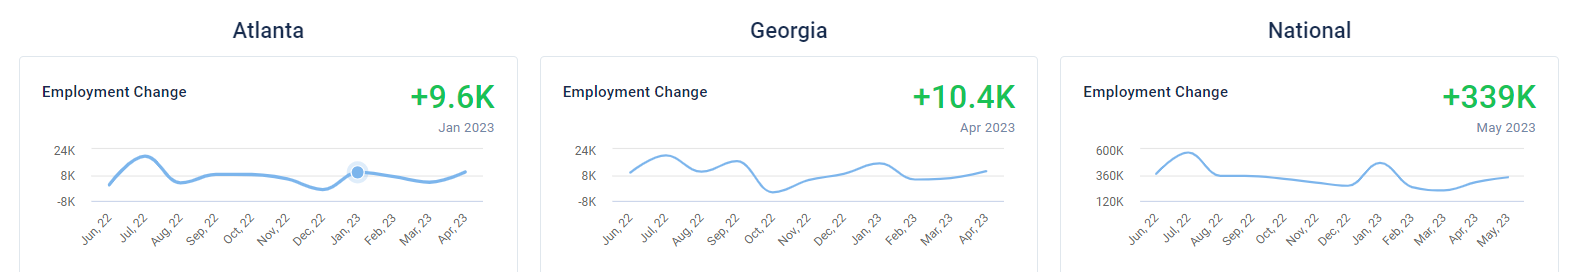 Atlanta
Employment Change
+9.6K
Jan 2023
24K
8K
-8K
Jun, 22
Jul, 22
Aug, 22
Sep, 22
Oct, 22
Nov, 22
Dec, 22
Jan, 23
Feb, 23
Mar, 23
Apr, 23
Georgia
Employment Change
+10.4K
Apr 2023
24K
8K
-8K
Jun, 22
Jul, 22
Aug, 22
Sep, 22
Oct, 22
Nov, 22
Dec, 22
Jan, 23
Feb, 23
Mar, 23
Apr, 23
National
Employment Change
+339K
May 2023
600K
360K
120K
Jun, 22
Jul, 22
Aug, 22
Sep, 22
Oct, 22
Nov, 22
Dec, 22
Jan, 23
Feb, 23
Mar, 23
Apr, 23
May, 23